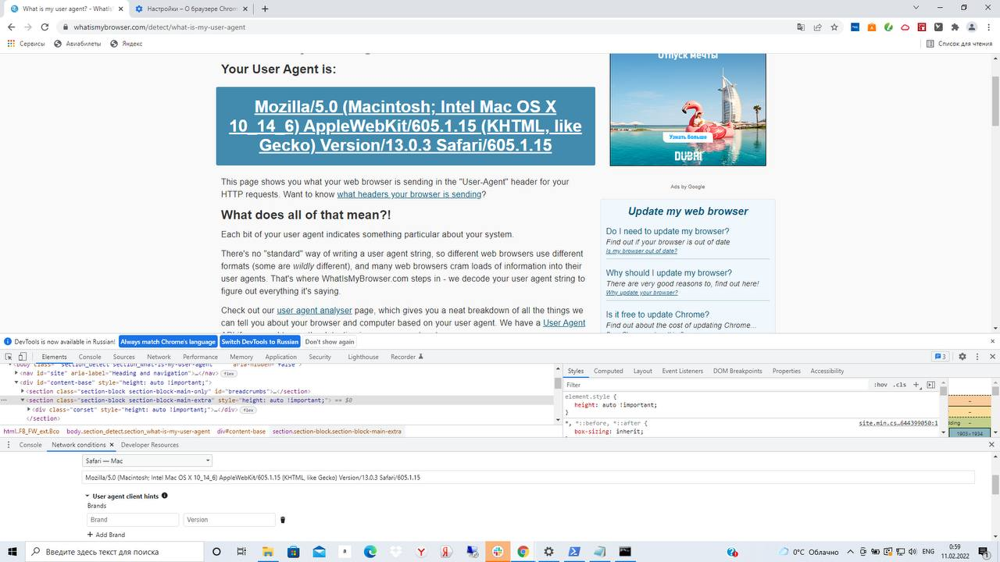 What is my user agent? - WhatIs
Настройки – О браузере Chrom
whatismybrowser.com/detect/what-is-my-user-agent
Сервисы
Авиабилеты
Яндекс
Список для чтения
Your User Agent is:
Mozilla/5.0 (Macintosh; Intel Mac OS X
10_14_6) AppleWebKit/605.1.15 (KHTML, like
Gecko) Version/13.0.3 Safari/605.1.15
This page shows you what your web browser is sending in the "User-Agent" header for your
HTTP requests. Want to know what headers your browser is sending?
What does all of that mean?!
Each bit of your user agent indicates something particular about your system.
There's no "standard" way of writing a user agent string, so different web browsers use different
formats (some are wildly different), and many web browsers cram loads of information into their
user agents. That's where WhatIsMyBrowser.com steps in - we decode your user agent string to
figure out everything it's saying.
Check out our user agent analyser page, which gives you a neat breakdown of all the things we
can tell you about your browser and computer based on your user agent. We have a User Agent
Отпуск мечты
Узнать больше
DUBAI
Ads by Google
Update my web browser
Do I need to update my browser?
Find out if your browser is out of date
Is my browser out of date?
Why should I update my browser?
There are very good reasons to, find out here!
Why update your browser?
Is it free to update Chrome?
Find out about the cost of updating Chrome...
DevTools is now available in Russian!
Always match Chrome's language
Switch DevTools to Russian
Don't show again
Elements
Console
Sources
Network
Performance
Memory
Application
Security
Lighthouse
Recorder
3
<body class="section_detect section_what-is-my-user-agent" aria-hidden="false">
<nav id="site" aria-label="Heading and navigation">…</nav> flex
<div id="content-base" style="height: auto !important;">
<section class="section-block section-block-main-only" id="breadcrumbs">…</section>
<section class="section-block section-block-main-extra" style="height: auto !important;"> == $0
<div class="corset" style="height: auto !important;">…</div> flex
</section>
html..FB_FW_ext.Bco
body.section_detect.section_what-is-my-user-agent
div#content-base
section.section-block.section-block-main-extra
Styles
Computed
Layout
Event Listeners
DOM Breakpoints
Properties
Accessibility
Filter
:hov
.cls
element.style {
height: auto !important;
}
*, *::before, *::after {
site.min.cs…644399050:1
box-sizing: inherit;
dding
1903×1934
Console
Network conditions
Developer Resources
Safari — Mac
Mozilla/5.0 (Macintosh; Intel Mac OS X 10_14_6) AppleWebKit/605.1.15 (KHTML, like Gecko) Version/13.0.3 Safari/605.1.15
User agent client hints
Brands
Brand
Version
+ Add Brand
Введите здесь текст для поиска
0°C Облачно
ENG
0:59
11.02.2022